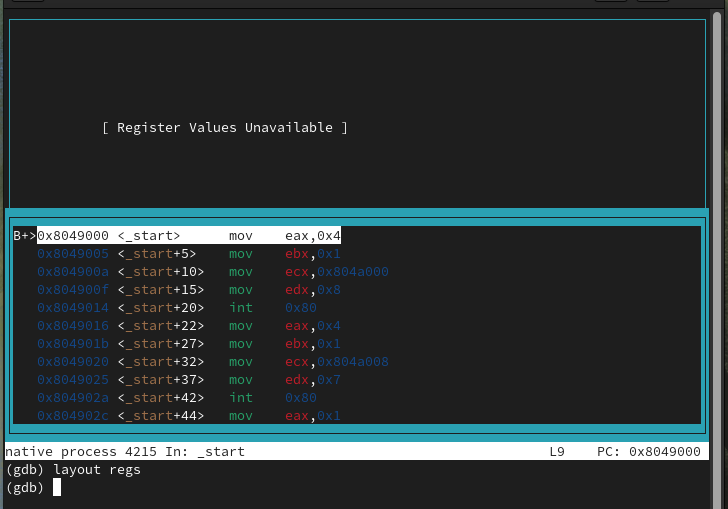 [ Register Values Unavailable ]
B+>0x8049000 <_start> mov eax,0x4
0x8049005 <_start+5> mov ebx,0x1
0x804900a <_start+10> mov ecx,0x804a000
0x804900f <_start+15> mov edx,0x8
0x8049014 <_start+20> int 0x80
0x8049016 <_start+22> mov eax,0x4
0x804901b <_start+27> mov ebx,0x1
0x8049020 <_start+32> mov ecx,0x804a008
0x8049025 <_start+37> mov edx,0x7
0x804902a <_start+42> int 0x80
0x804902c <_start+44> mov eax,0x1
native process 4215 In: _start L9 PC: 0x8049000
(gdb) layout regs
(gdb)